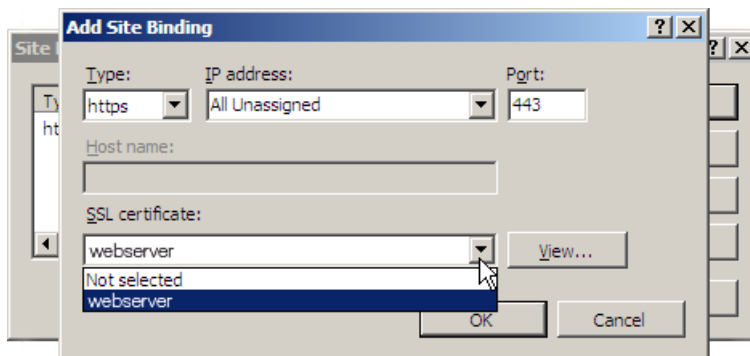 Add Site Binding
Site
Type: IP address: Port:
https All Unassigned 443
Host name:
SSL certificate:
webserver View...
Not selected
webserver
OK Cancel